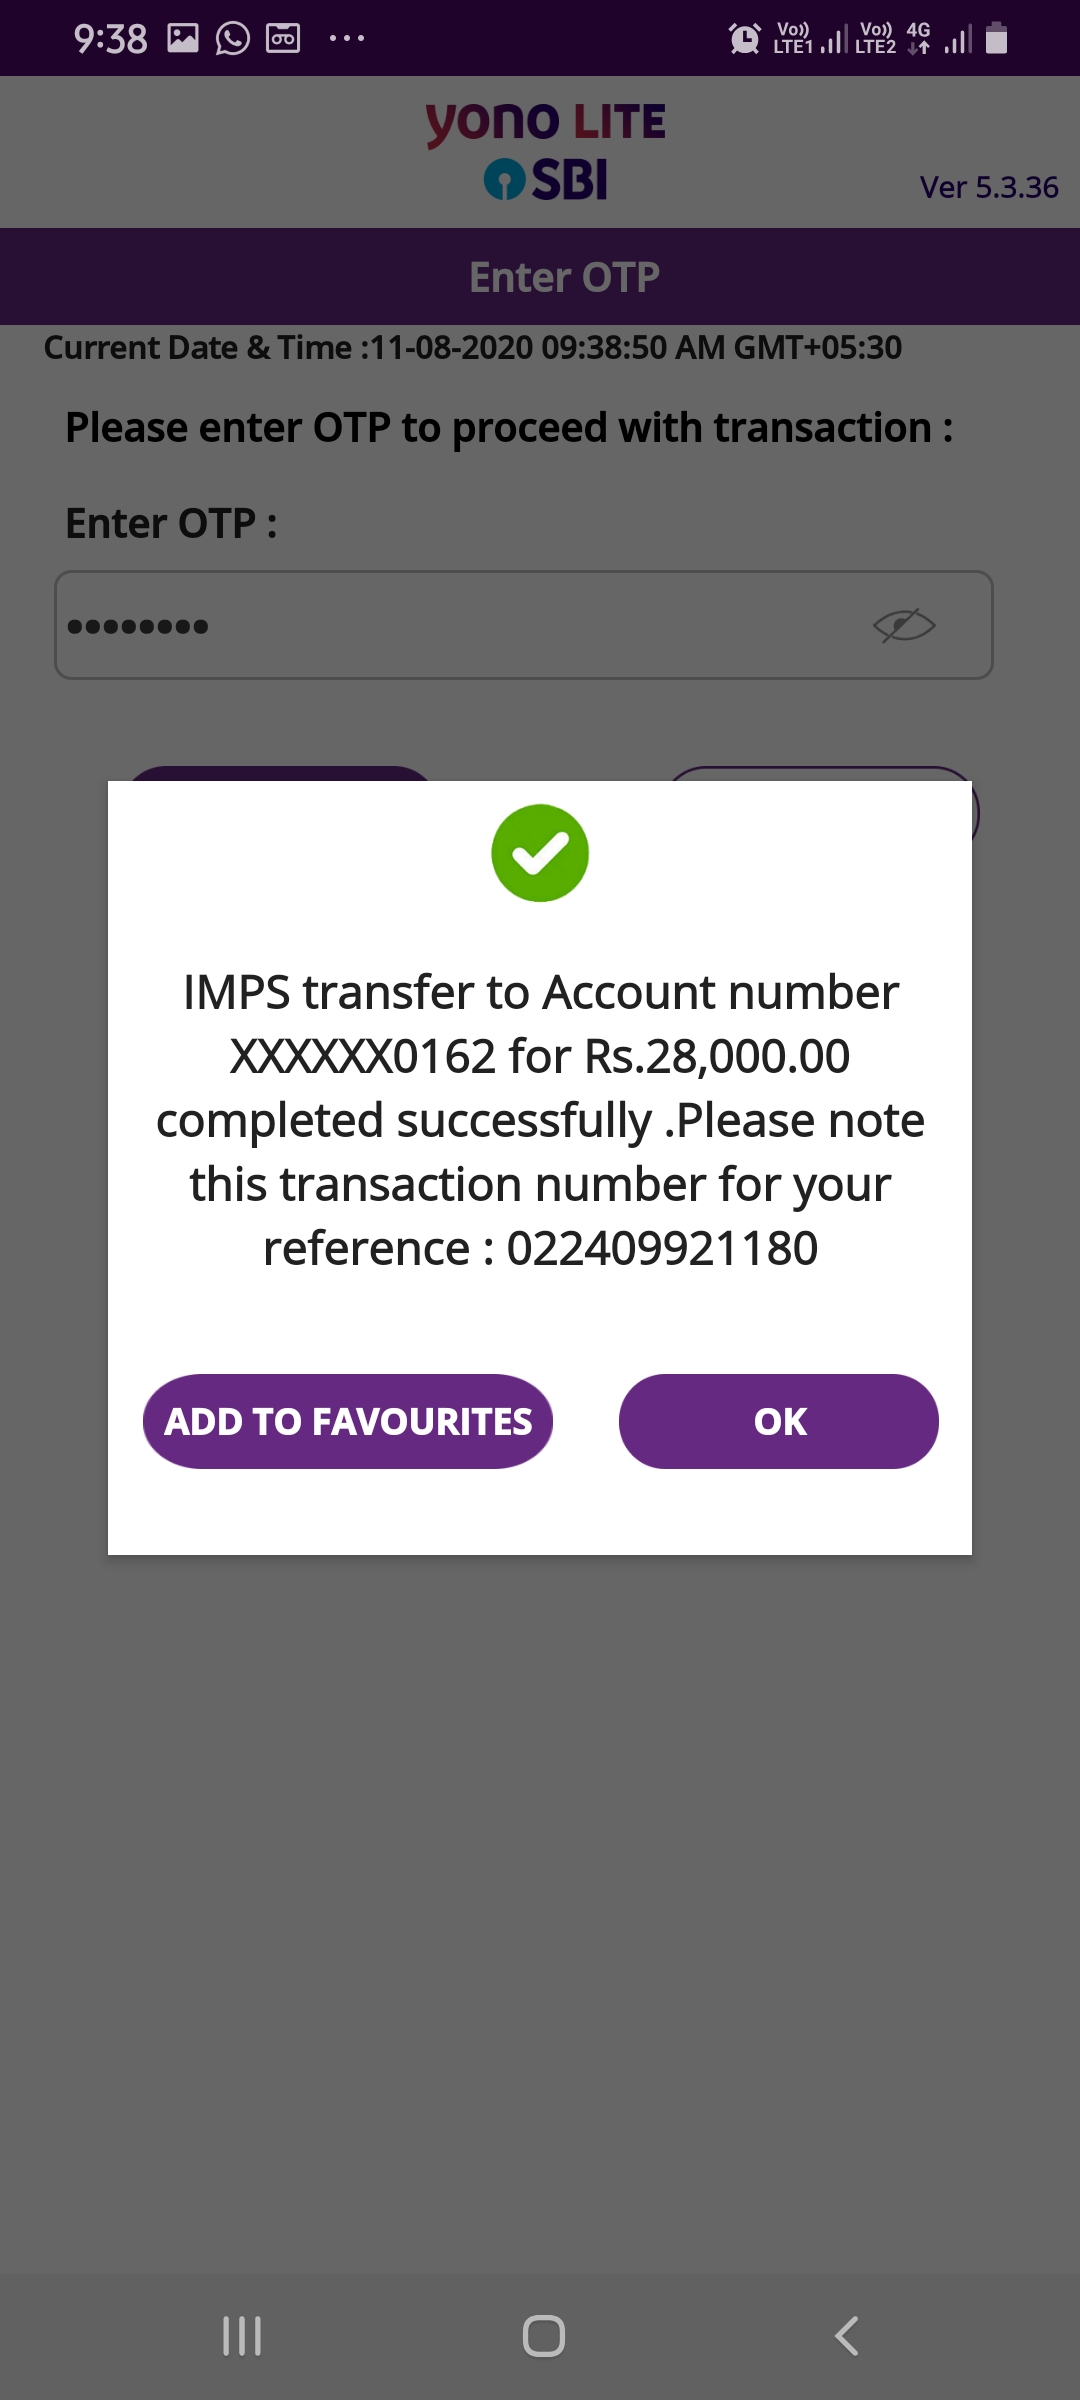 9:38 Vo)) LTE1 Vo)) LTE2 4G
yono LITE
SBI
Ver 5.3.36
Enter OTP
Current Date & Time :11-08-2020 09:38:50 AM GMT+05:30
Please enter OTP to proceed with transaction :
Enter OTP :
IMPS transfer to Account number
XXXXXX0162 for Rs.28,000.00
completed successfully .Please note
this transaction number for your
reference : 022409921180
ADD TO FAVOURITES OK